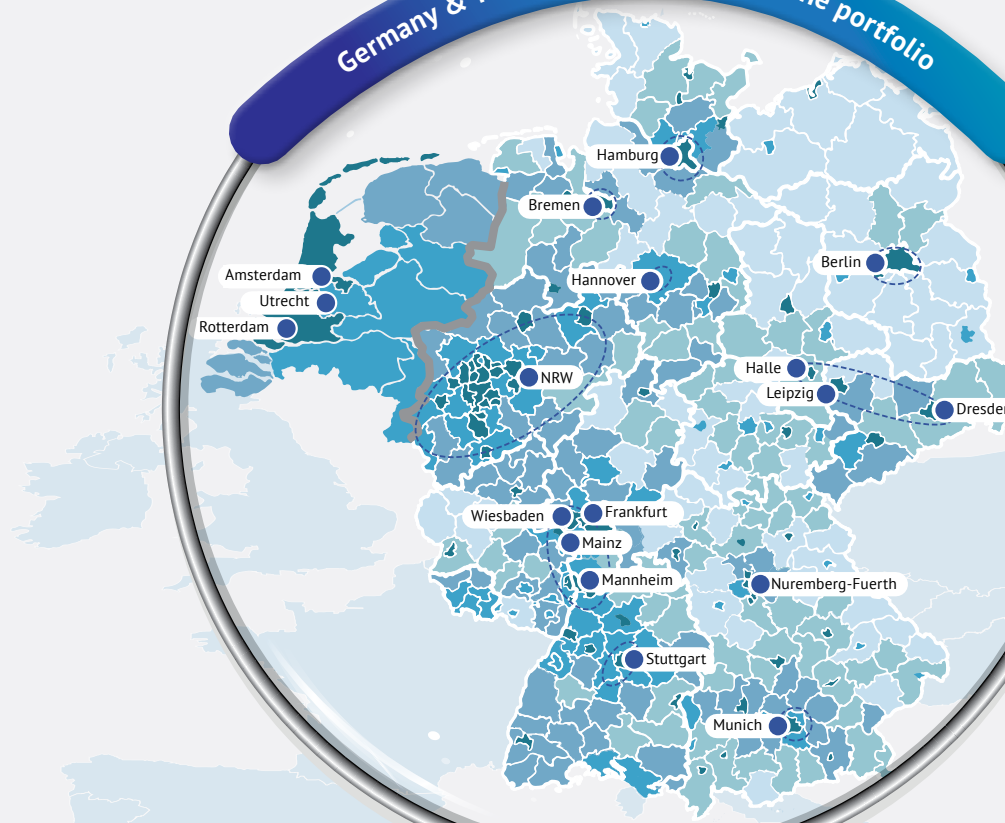 Germany &
portfolio
Hamburg
Bremen
Berlin
Amsterdam
Hannover
Utrecht
Rotterdam
Halle
NRW
Leipzig
Wiesbaden
Frankfurt
Mainz
Mannheim
Nuremberg-Fuerth
Stuttgart
Munich